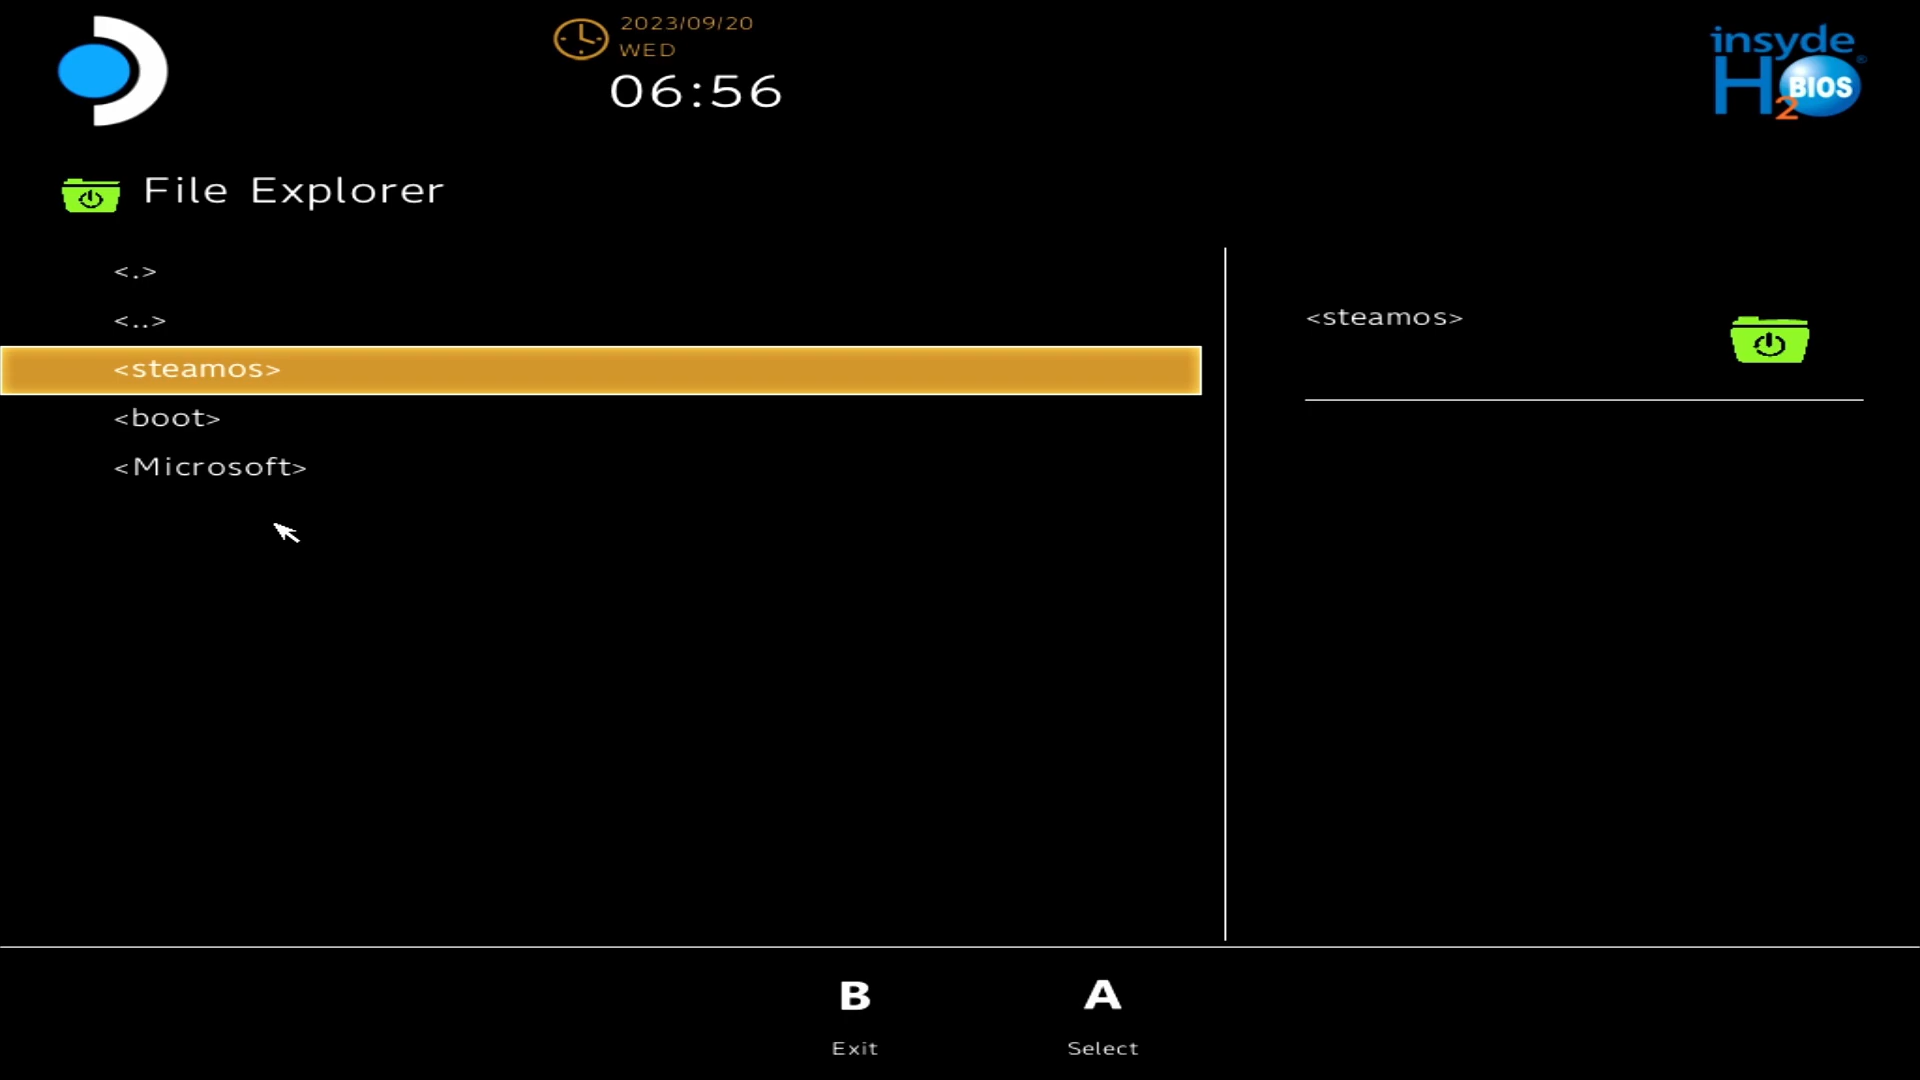 2023/09/20
WED
06:56
insyde®
H2 BIOS
File Explorer
<.>
<..>
<steamos>
<boot>
<Microsoft>
<steamos>
B
Exit
A
Select